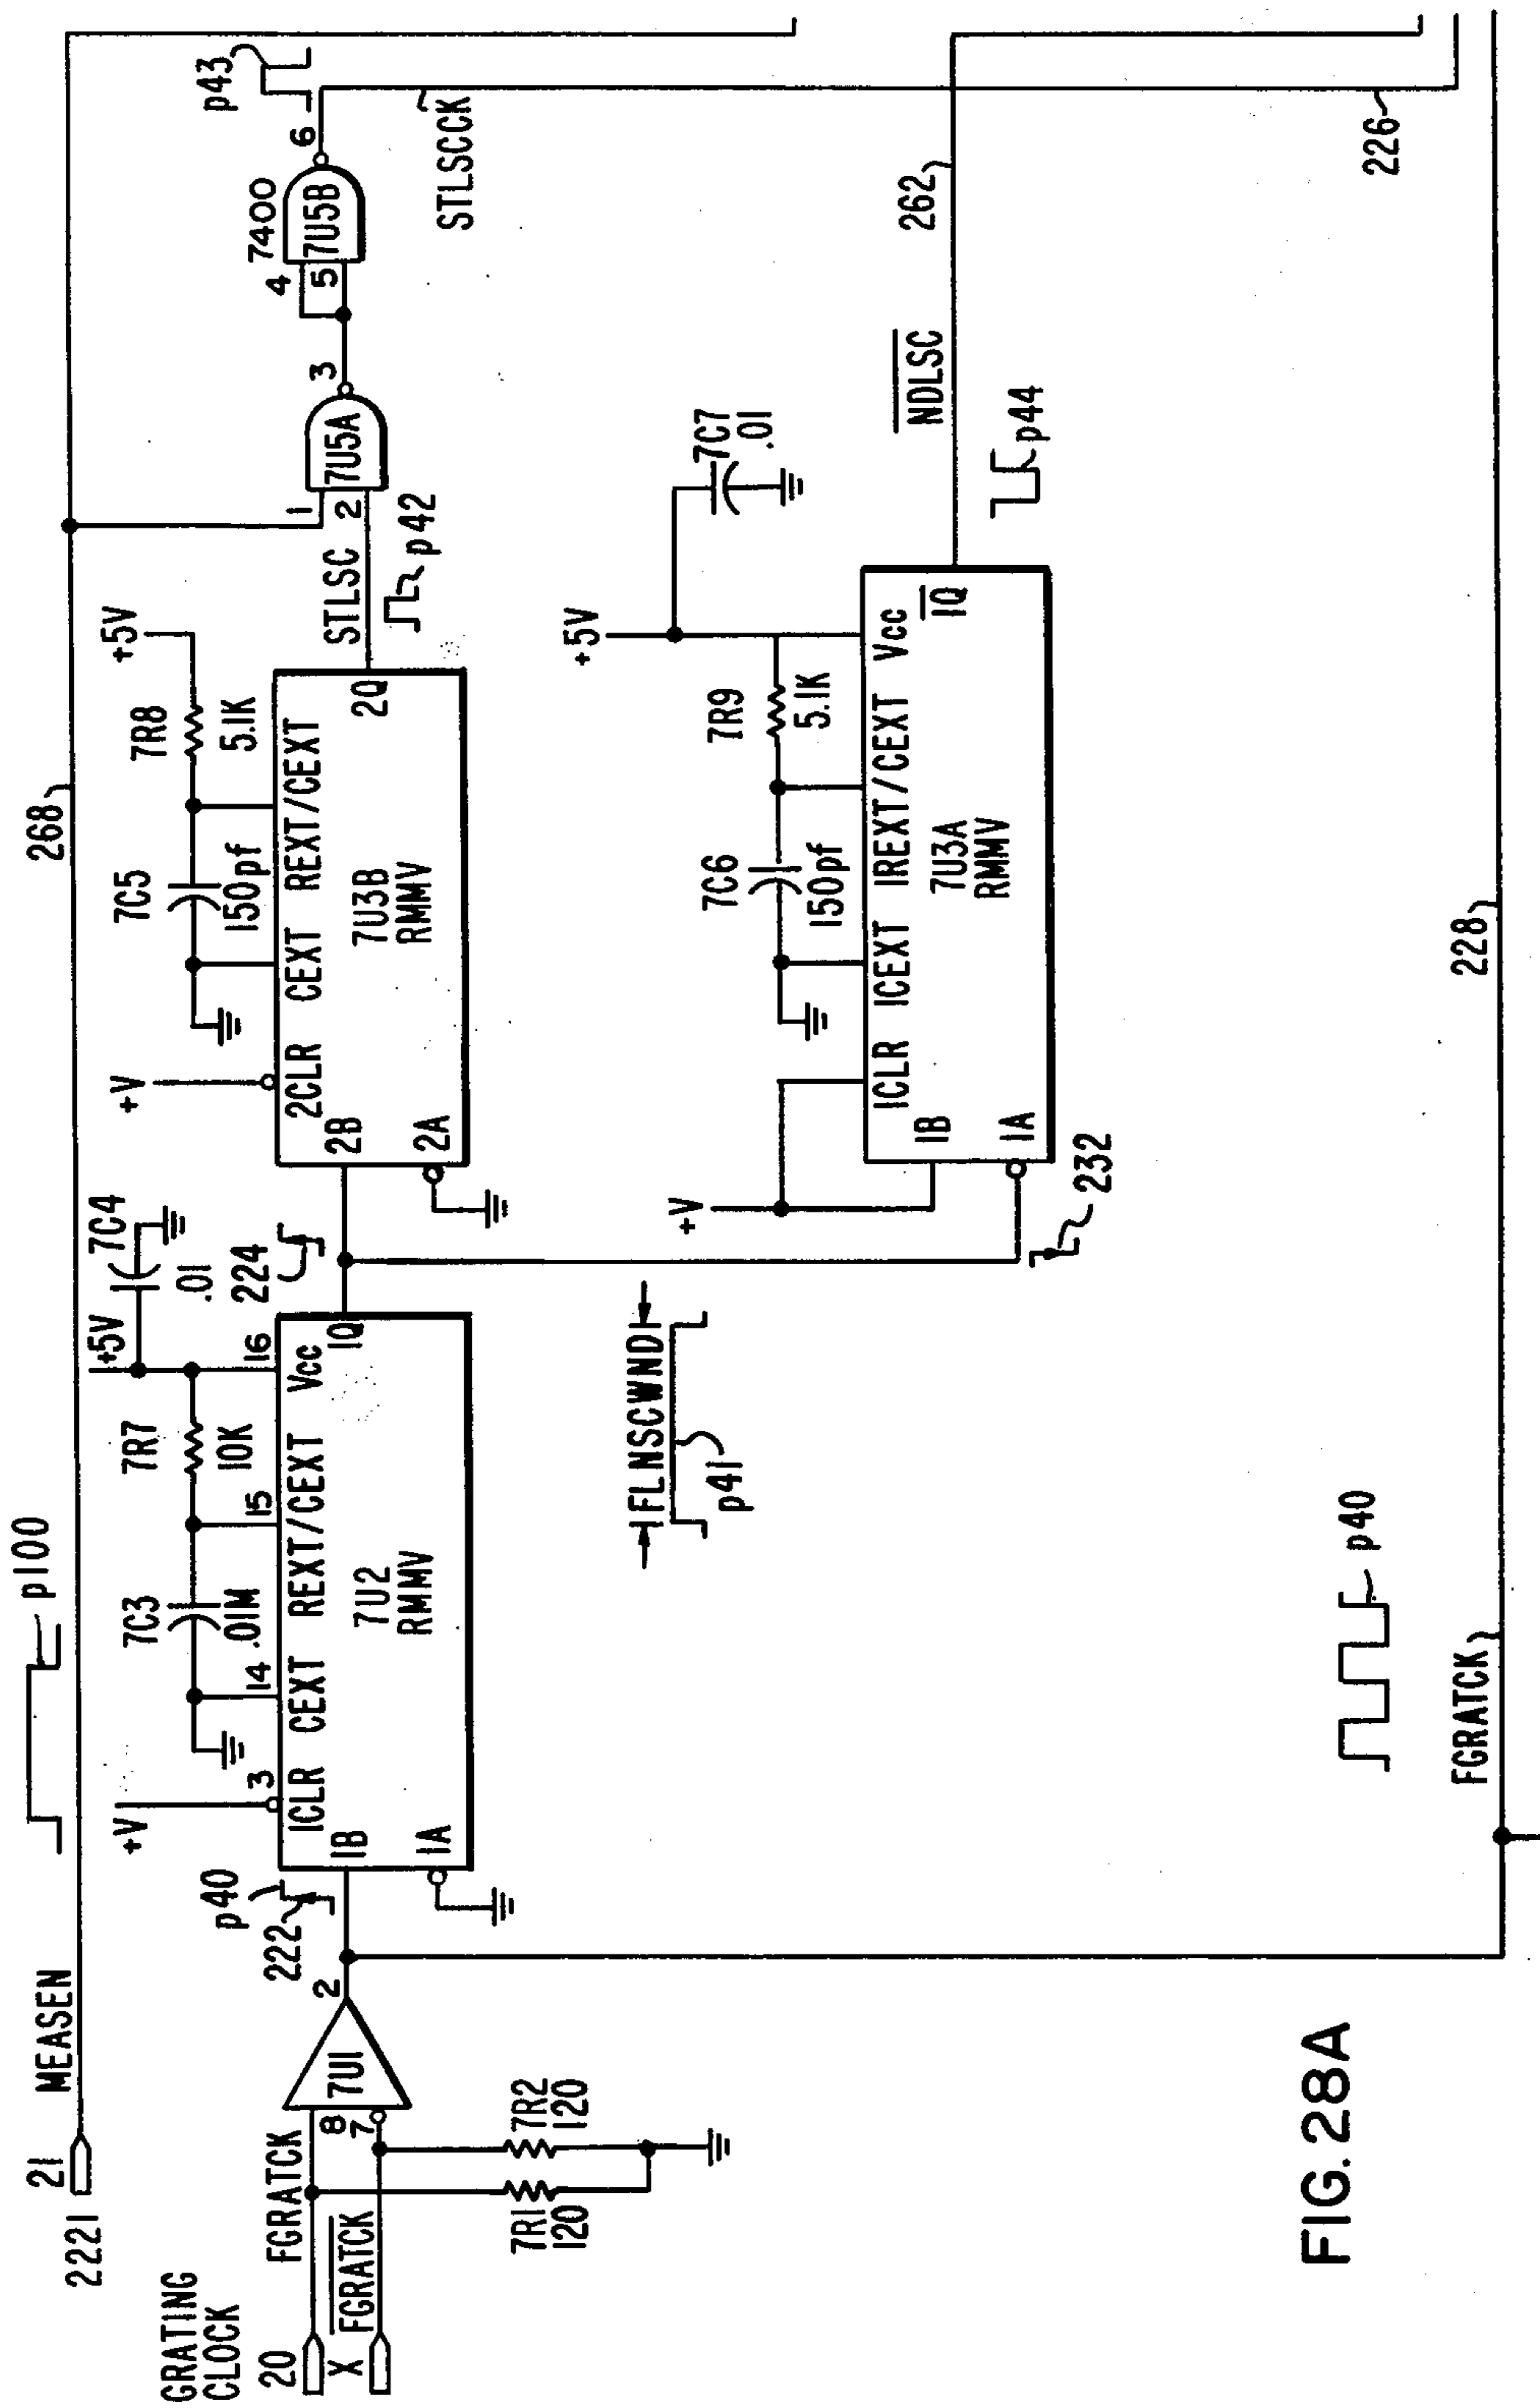 2221
21
MEASEN
p100
268
GRATING
CLOCK
20
FGRATCK
X
FGRATCK
7R1
120
7R2
120
8
7
7U1
2
222
p40
+V
3
1CLR
14
CEXT
15
REXT/CEXT
16
Vcc
1B
1A
1Q
7U2
RMMV
7C3
.01M
7R7
10K
+5V
7C4
.01
224
FLNSCWND
p41
+V
2CLR
CEXT
REXT/CEXT
2B
2A
2Q
7U3B
RMMV
7C5
150pf
7R8
5.1K
+5V
STLSC
p42
1
2
7U5A
3
4
5
7400
7U5B
6
p43
STLSCCK
226
+V
1CLR
1CEXT
1REXT/CEXT
Vcc
1B
1A
1Q
7U3A
RMMV
7C6
150pf
7R9
5.1K
+5V
7C7
.01
232
NDLSC
p44
262
p40
FGRATCK
228
FIG. 28A